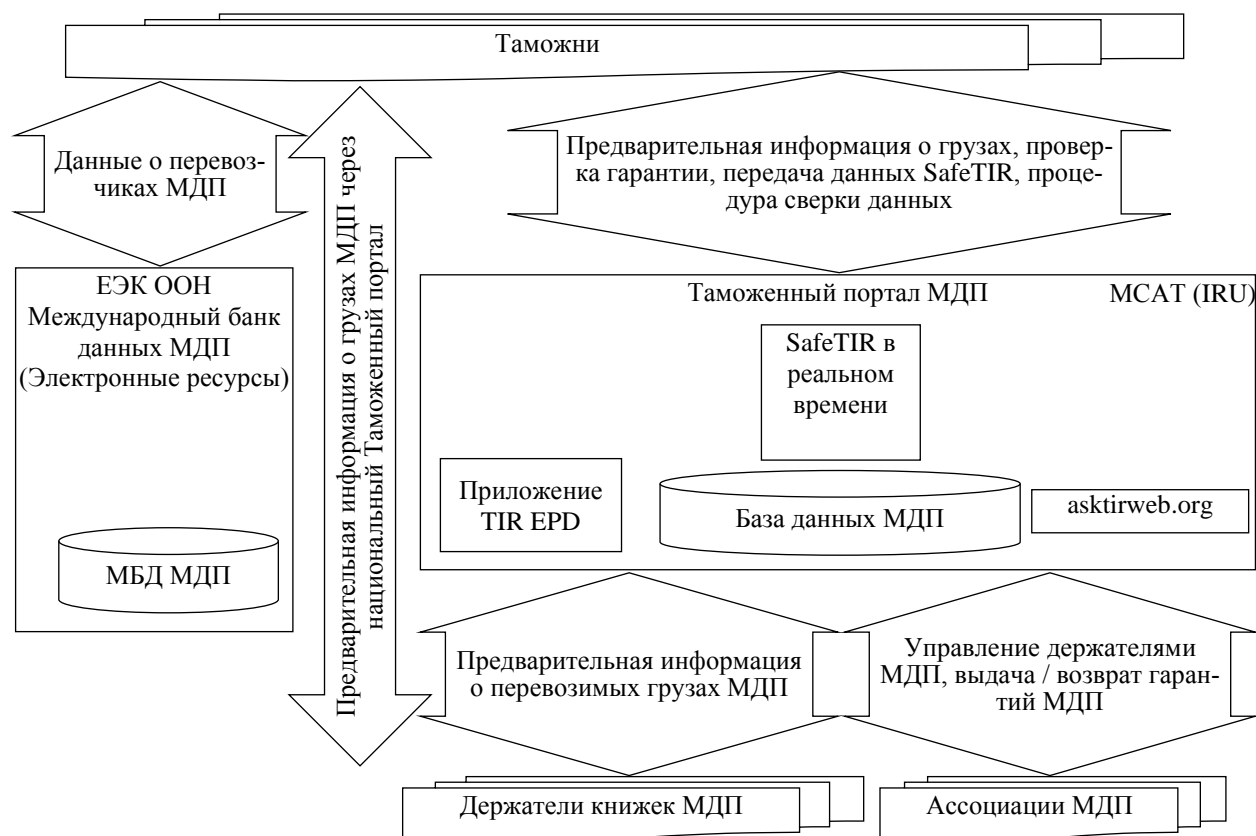 Таможни
Данные о перевоз-
чиках МДП
Предварительная информация о грузах МДП через
национальный Таможенный портал
Предварительная информация о грузах, провер-
ка гарантии, передача данных SafeTIR, проце-
дура сверки данных
ЕЭК ООН
Международный банк
данных МДП
(Электронные ресурсы)
МБД МДП
Таможенный портал МДП
МСАТ (IRU)
SafeTIR в
реальном
времени
Приложение
TIR EPD
База данных МДП
asktirweb.org
Предварительная информация
о перевозимых грузах МДП
Управление держателями
МДП, выдача / возврат гаран-
тий МДП
Держатели книжек МДП
Ассоциации МДП